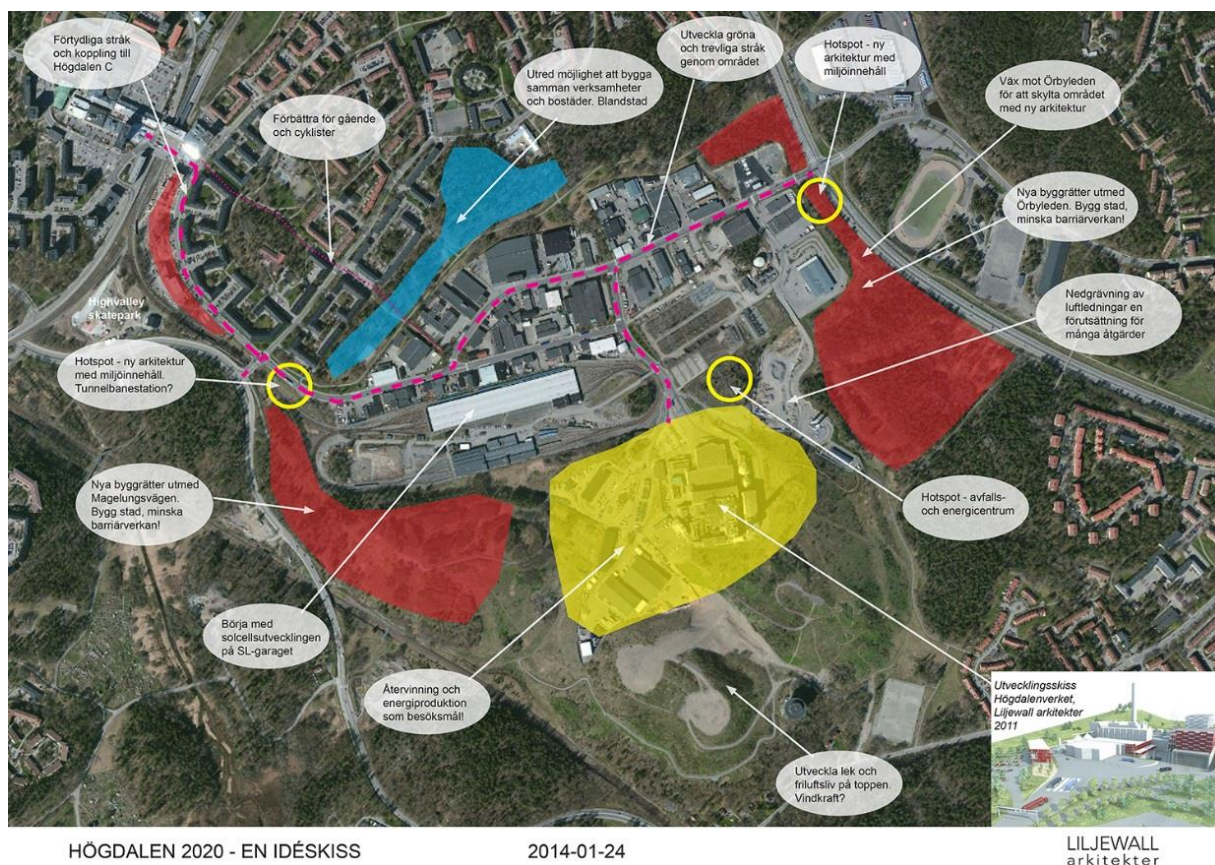 Förtydliga stråk
och koppling till
Högdalen C
Utred möjlighet att bygga
samman verksamheter
och bostäder. Blandstad
Förbättra för gående
och cyklister
Utveckla gröna
och trevliga stråk
genom området
Hotspot - ny
arkitektur med
miljöinnehåll
Väx mot Örbyleden
för att skylta området
med ny arkitektur
Nya byggrätter utmed
Örbyleden. Bygg stad,
minska barriärverkan!
Nedgrävning av
luftledningar en
förutsättning för
många åtgärder
Highvalley
skatepark
Hotspot - ny arkitektur
med miljöinnehåll.
Tunnelbanestation?
Nya byggrätter utmed
Magelungsvägen.
Bygg stad, minska
barriärverkan!
Hotspot - avfalls-
och energicentrum
Börja med
solcellsutvecklingen
på SL-garaget
Återvinning och
energiproduktion
som besöksmål!
Utveckla lek och
friluftsliv på toppen.
Vindkraft?
Utvecklingsskiss
Högdalenverket,
Liljewall arkitekter
2011
HÖGDALEN 2020 - EN IDÉSKISS
2014-01-24
LILJEWALL
arkitekter